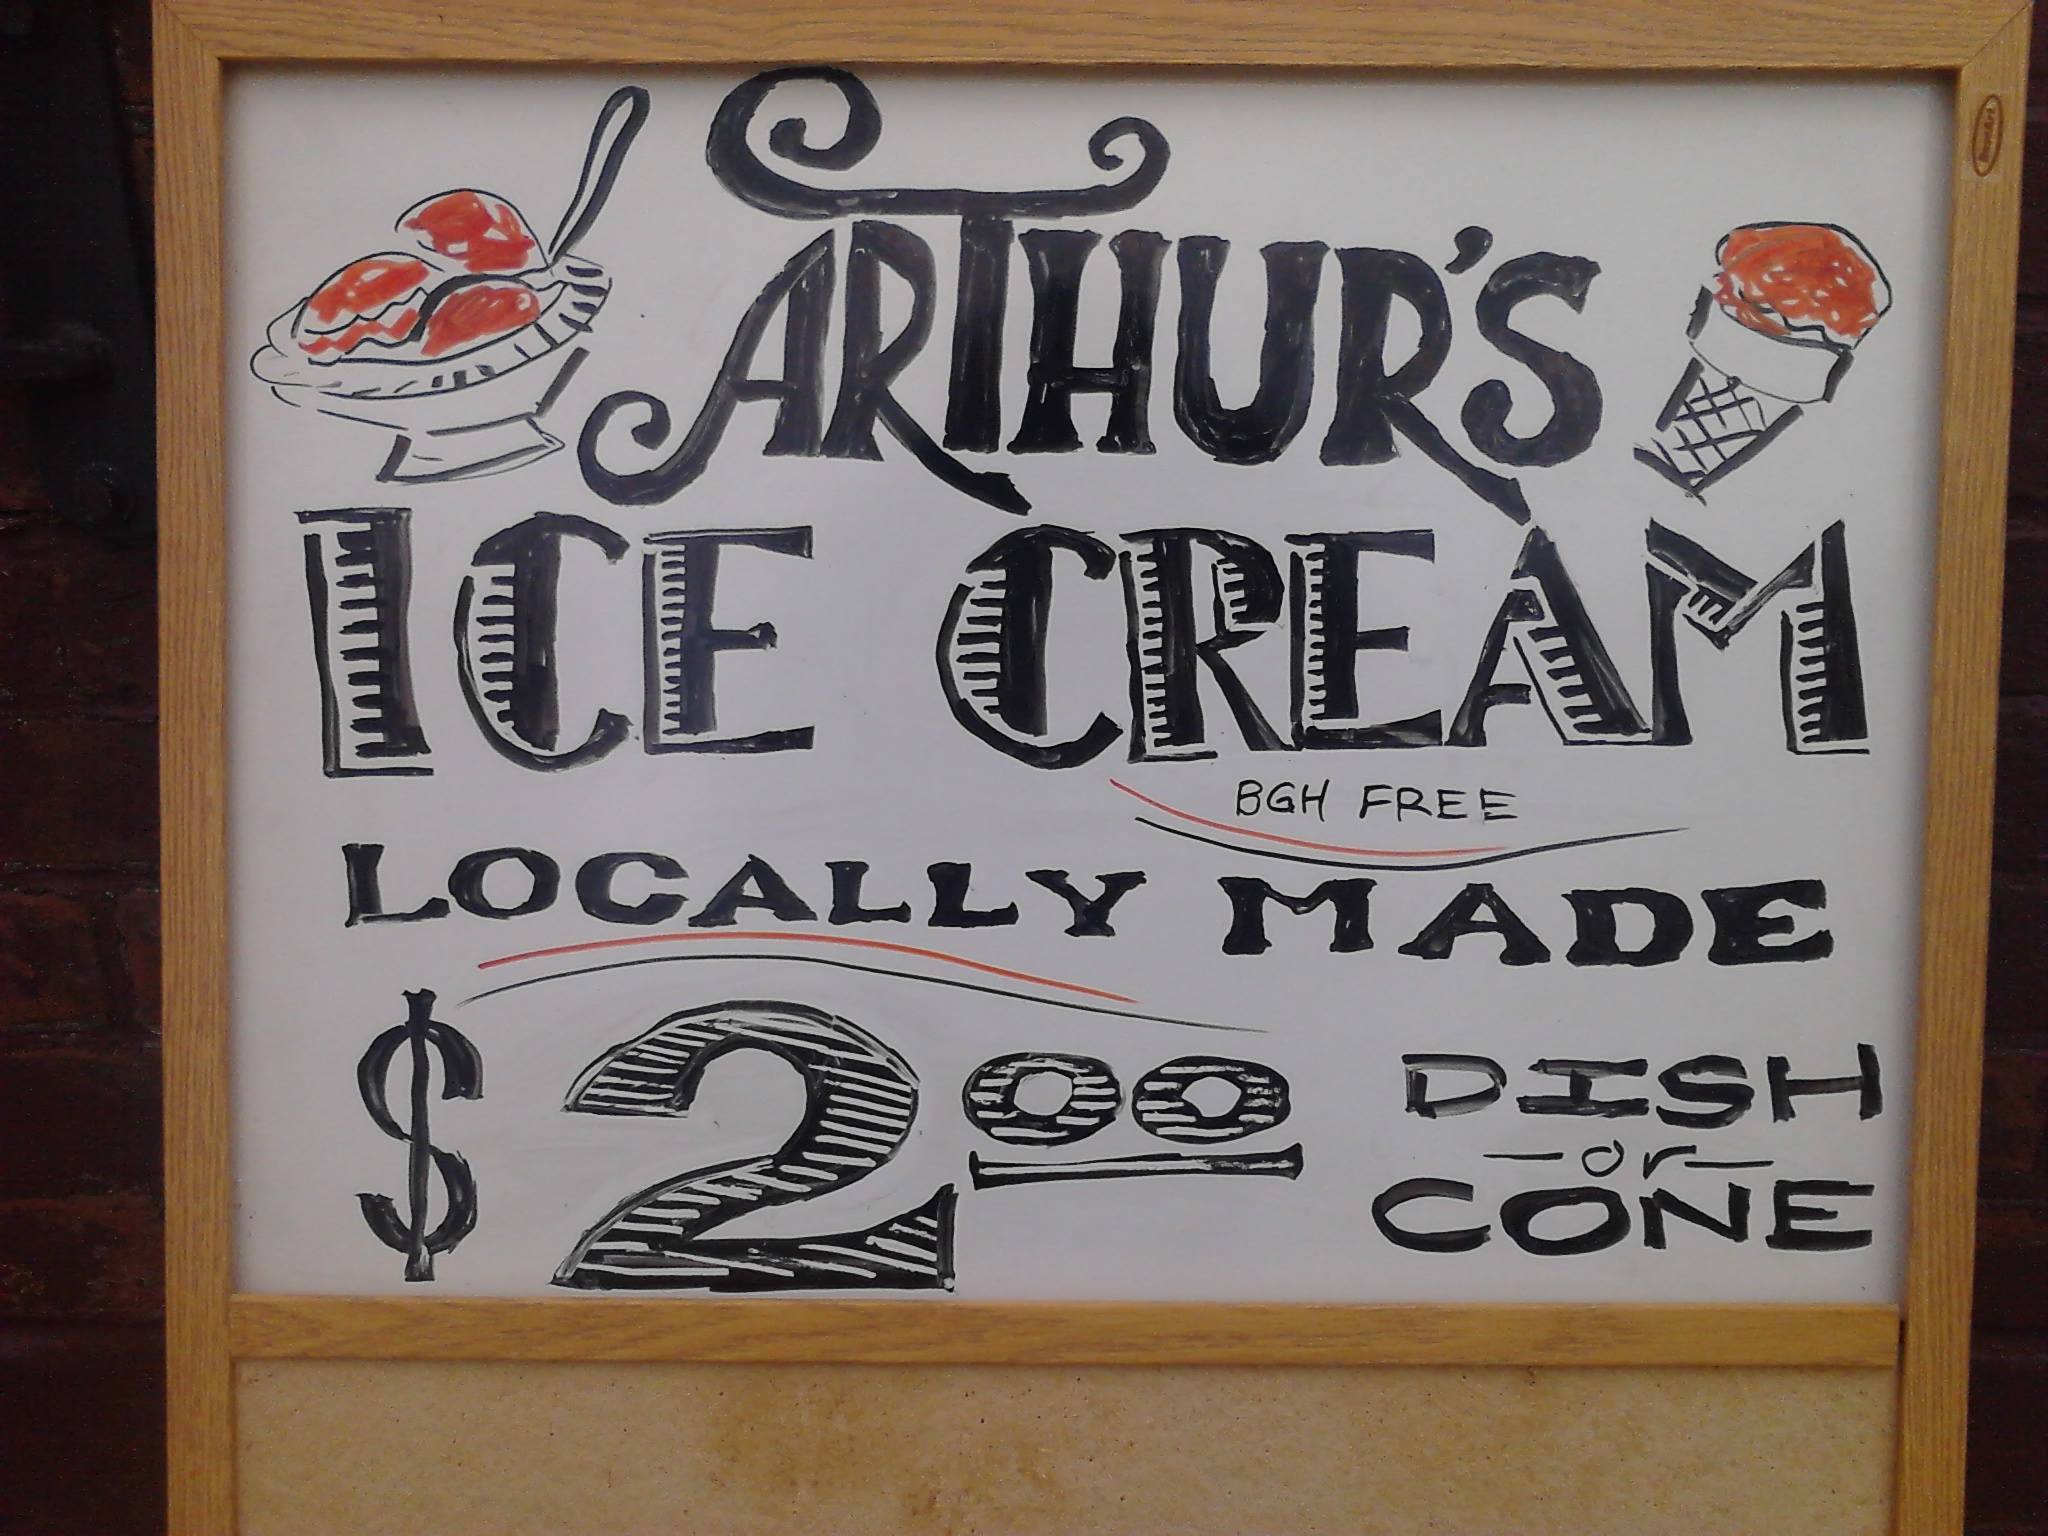 ARTHUR'S
ICE CREAM
BGH FREE
LOCALLY MADE
$2.00 DISH
or
CONE